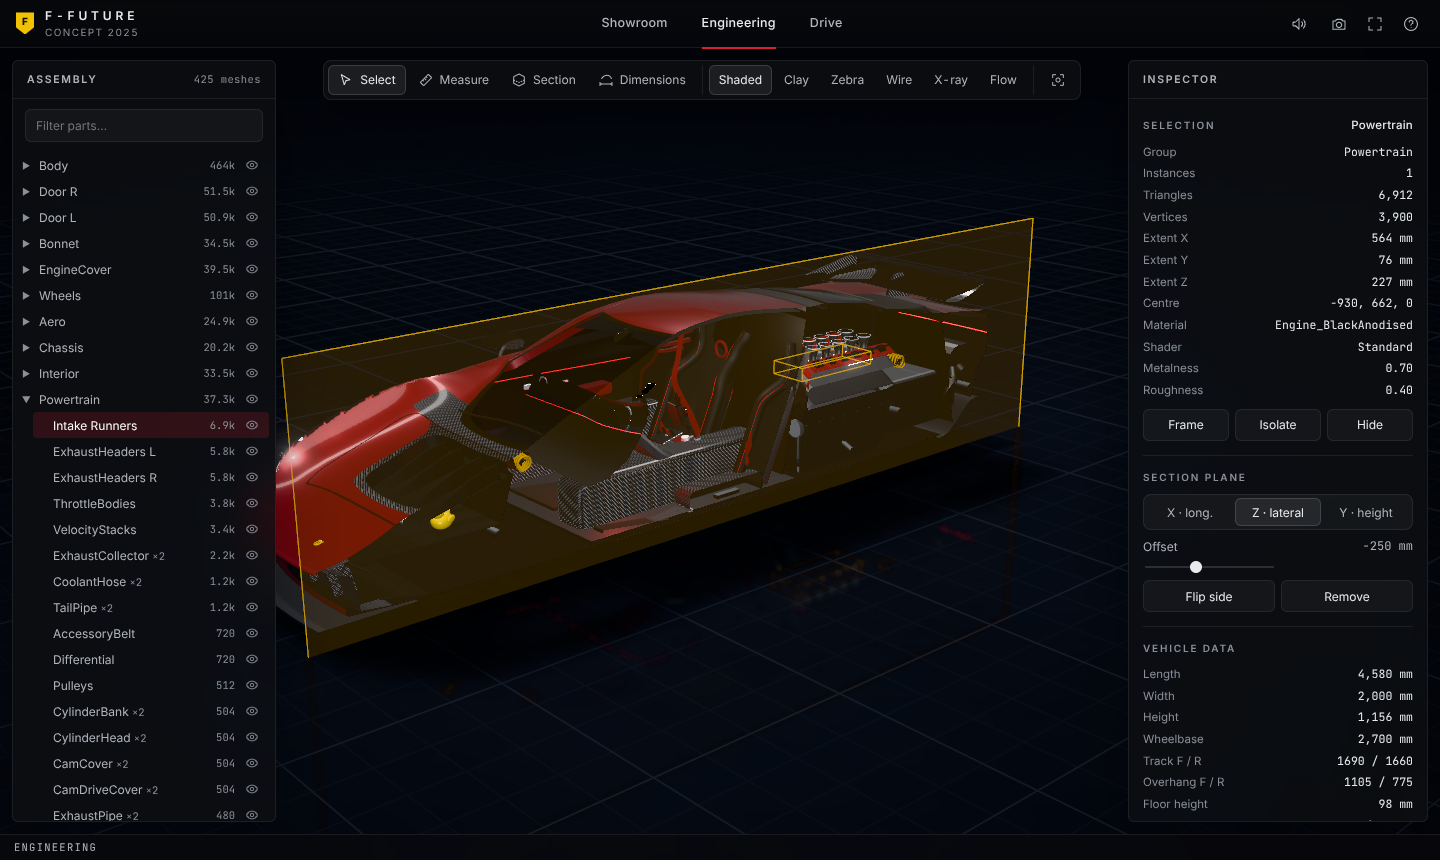 F
F-FUTURE
CONCEPT 2025
Showroom
Engineering
Drive
ASSEMBLY 425 meshes
Filter parts...
Body 464k
Door R 51.5k
Door L 50.9k
Bonnet 34.5k
EngineCover 39.5k
Wheels 101k
Aero 24.9k
Chassis 20.2k
Interior 33.5k
Powertrain 37.3k
Intake Runners 6.9k
ExhaustHeaders L 5.8k
ExhaustHeaders R 5.8k
ThrottleBodies 3.8k
VelocityStacks 3.4k
ExhaustCollector ×2 2.2k
CoolantHose ×2 1.2k
TailPipe ×2 1.2k
AccessoryBelt 720
Differential 720
Pulleys 512
CylinderBank ×2 504
CylinderHead ×2 504
CamCover ×2 504
CamDriveCover ×2 504
ExhaustPipe ×2 480
Select Measure Section Dimensions Shaded Clay Zebra Wire X-ray Flow
INSPECTOR
SELECTION Powertrain
Group Powertrain
Instances 1
Triangles 6,912
Vertices 3,900
Extent X 564 mm
Extent Y 76 mm
Extent Z 227 mm
Centre -930, 662, 0
Material Engine_BlackAnodised
Shader Standard
Metalness 0.70
Roughness 0.40
Frame Isolate Hide
SECTION PLANE
X · long. Z · lateral Y · height
Offset -250 mm
Flip side Remove
VEHICLE DATA
Length 4,580 mm
Width 2,000 mm
Height 1,156 mm
Wheelbase 2,700 mm
Track F / R 1690 / 1660
Overhang F / R 1105 / 775
Floor height 98 mm
ENGINEERING